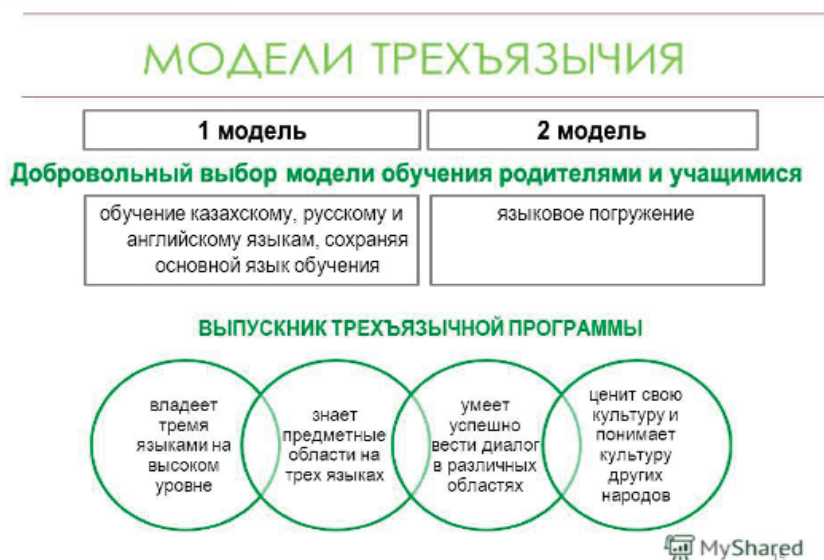 МОДЕЛИ ТРЕХЪЯЗЫЧИЯ
1 модель
2 модель
Добровольный выбор модели обучения родителями и учащимися
обучение казахскому, русскому и
английскому языкам, сохраняя
основной язык обучения
языковое погружение
ВЫПУСКНИК ТРЕХЪЯЗЫЧНОЙ ПРОГРАММЫ
владеет
тремя
языками на
высоком
уровне
знает
предметные
области на
трех языках
умеет
успешно
вести диалог
в различных
областях
ценит свою
культуру и
понимает
культуру
других
народов
MyShared